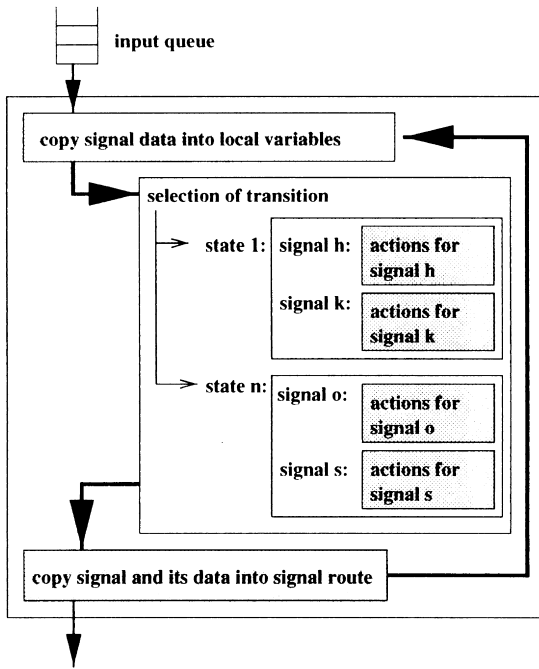 input queue
copy signal data into local variables
selection of transition
state 1:
signal h:
actions for
signal h
signal k:
actions for
signal k
state n:
signal o:
actions for
signal o
signal s:
actions for
signal s
copy signal and its data into signal route